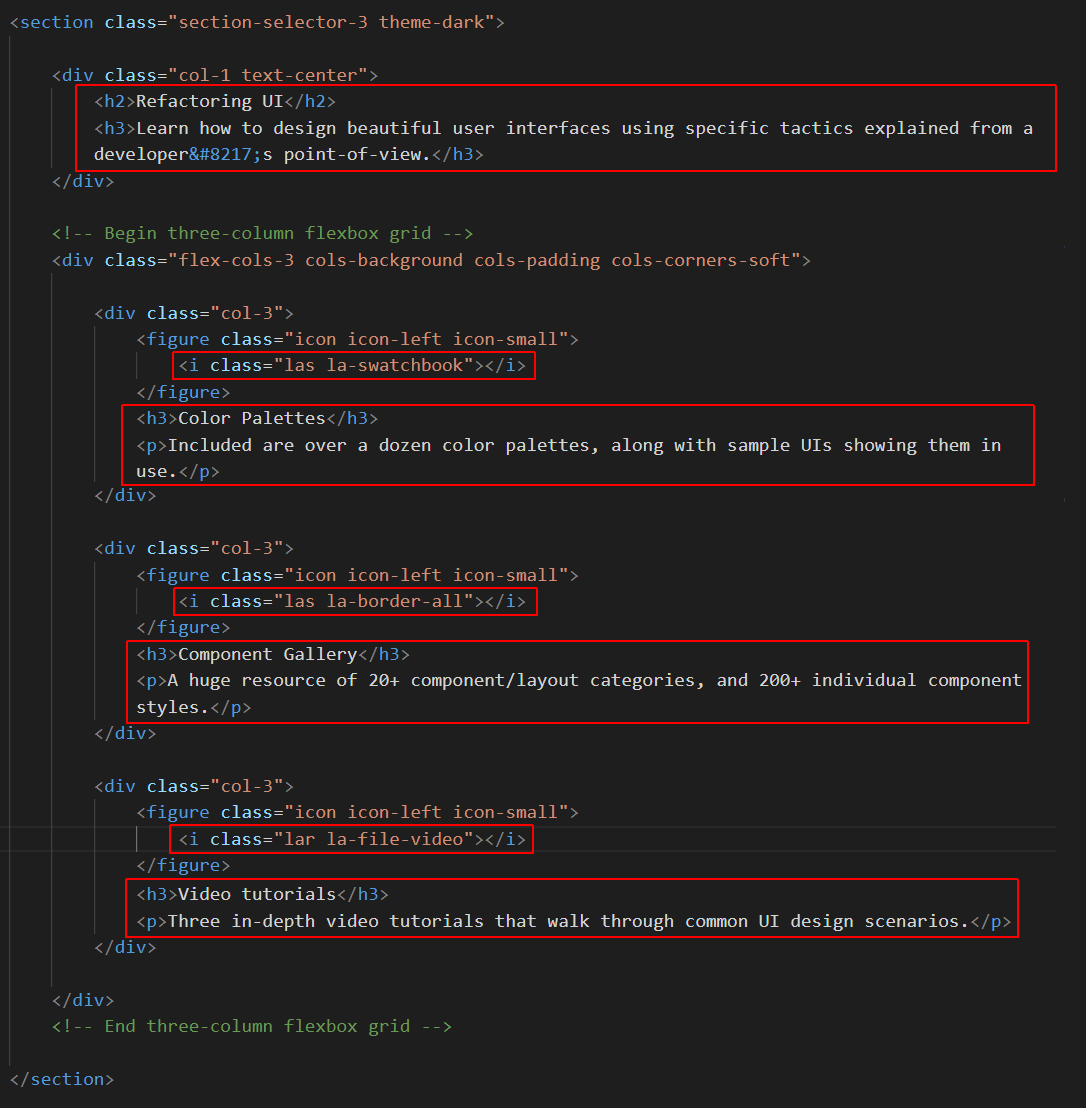 <section class="section-selector-3 theme-dark">
<div class="col-1 text-center">
<h2>Refactoring UI</h2>
<h3>Learn how to design beautiful user interfaces using specific tactics explained from a
developer&#8217;s point-of-view.</h3>
</div>
<!-- Begin three-column flexbox grid -->
<div class="flex-cols-3 cols-background cols-padding cols-corners-soft">
<div class="col-3">
<figure class="icon icon-left icon-small">
<i class="las la-swatchbook"></i>
</figure>
<h3>Color Palettes</h3>
<p>Included are over a dozen color palettes, along with sample UIs showing them in
use.</p>
</div>
<div class="col-3">
<figure class="icon icon-left icon-small">
<i class="las la-border-all"></i>
</figure>
<h3>Component Gallery</h3>
<p>A huge resource of 20+ component/layout categories, and 200+ individual component
styles.</p>
</div>
<div class="col-3">
<figure class="icon icon-left icon-small">
<i class="lar la-file-video"></i>
</figure>
<h3>Video tutorials</h3>
<p>Three in-depth video tutorials that walk through common UI design scenarios.</p>
</div>
</div>
<!-- End three-column flexbox grid -->
</section>